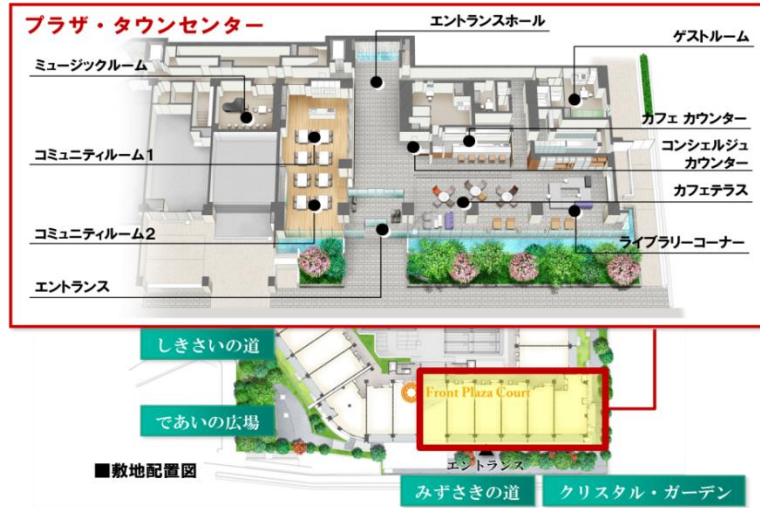 プラザ・タウンセンター
エントランスホール
ゲストルーム
ミュージックルーム
カフェ カウンター
コミュニティルーム1
コンシェルジュ
カウンター
カフェテラス
コミュニティルーム2
ライブラリーコーナー
エントランス
しきさいの道
であいの広場
Front Plaza Court
■敷地配置図
エントランス
みずさきの道
クリスタル・ガーデン